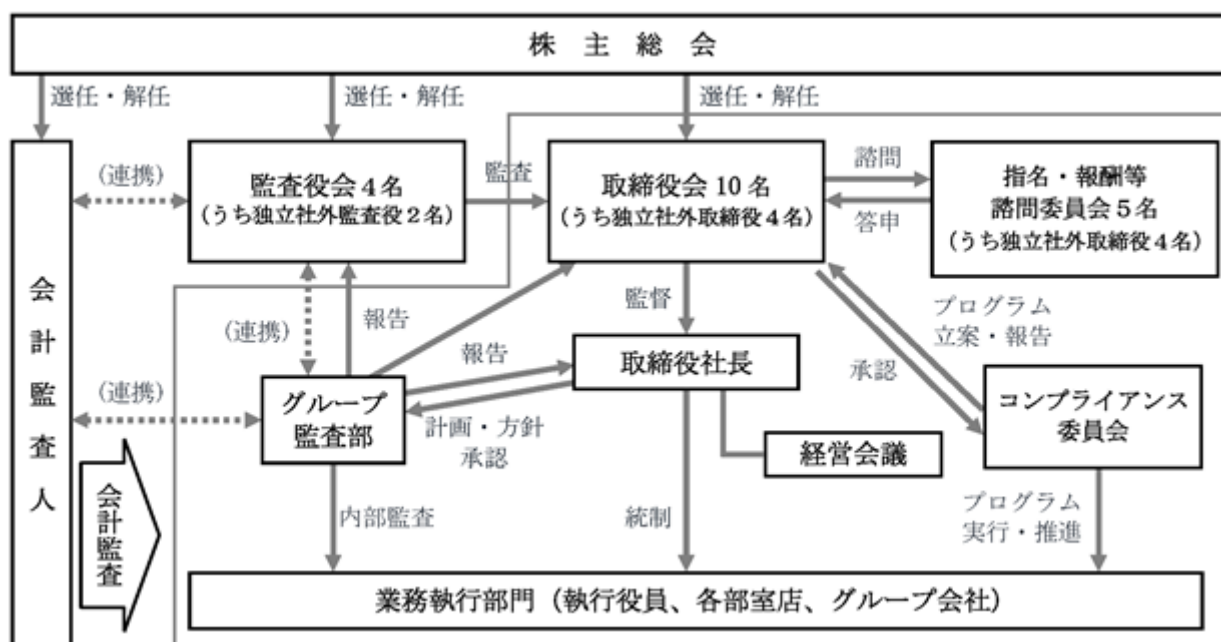 株主総会
選任・解任
選任・解任
選任・解任
会計監査人
(連携)
監査役会4名
(うち独立社外監査役2名)
監査
取締役会10名
(うち独立社外取締役4名)
諮問
答申
指名・報酬等
諮問委員会5名
(うち独立社外取締役4名)
(連携)
報告
監督
プログラム
立案・報告
報告
取締役社長
承認
(連携)
グループ
監査部
計画・方針
承認
コンプライアンス
委員会
経営会議
会計監査
内部監査
統制
プログラム
実行・推進
業務執行部門(執行役員、各部室店、グループ会社)